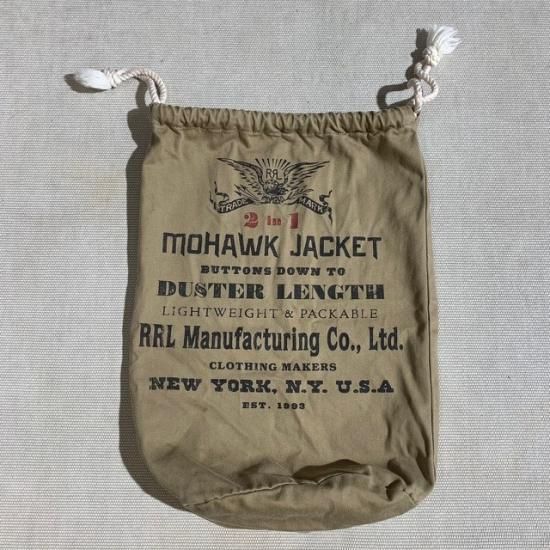 RRL
TRADE MARK
2 in 1
MOHAWK JACKET
BUTTONS DOWN TO
DUSTER LENGTH
LIGHTWEIGHT & PACKABLE
RRL Manufacturing Co., Ltd.
CLOTHING MAKERS
NEW YORK, N.Y. U.S.A
EST. 1993